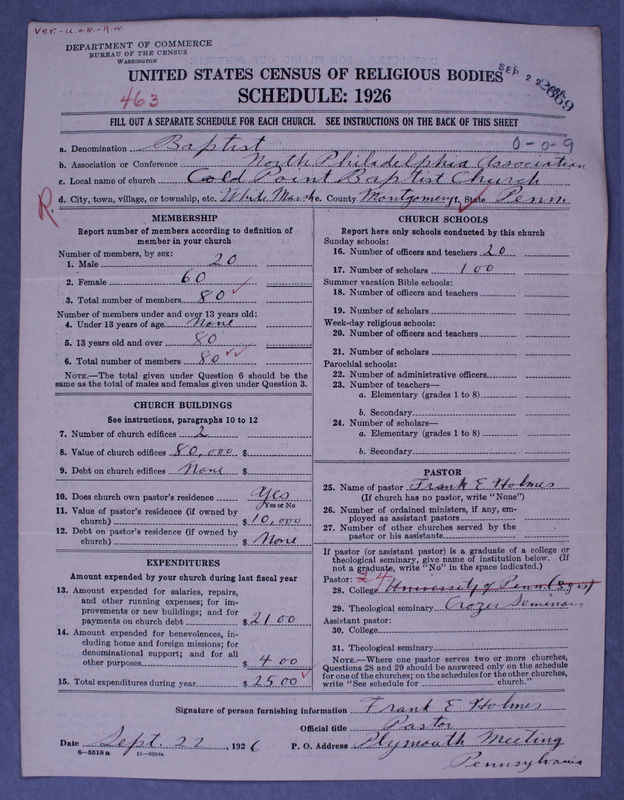 Ver.-u.+R.-H.W.
DEPARTMENT OF COMMERCE
BUREAU OF THE CENSUS
WASHINGTON
UNITED STATES CENSUS OF RELIGIOUS BODIES
SEP 22
2669
463
SCHEDULE: 1926
FILL OUT A SEPARATE SCHEDULE FOR EACH CHURCH. SEE INSTRUCTIONS ON THE BACK OF THIS SHEET
a. Denomination Baptist 0-0-9
b. Association or Conference North Philadelphia Association
c. Local name of church Cold Point Baptist Church
R.
d. City, town, village, or township, etc. White Marsh e. County Montgomery f. State Penn
MEMBERSHIP
Report number of members according to definition of
member in your church
Number of members, by sex:
1. Male 20
2. Female 60
3. Total number of members 80
Number of members under and over 13 years old:
4. Under 13 years of age None
5. 13 years old and over 80
6. Total number of members 80
NOTE.—The total given under Question 6 should be the
same as the total of males and females given under Question 3.
CHURCH BUILDINGS
See instructions, paragraphs 10 to 12
7. Number of church edifices 2
8. Value of church edifices 80,000 $
9. Debt on church edifices None $
10. Does church own pastor's residence Yes
Yes or No
11. Value of pastor's residence (if owned by
church) $ 10,000
12. Debt on pastor's residence (if owned by
church) $ None
EXPENDITURES
Amount expended by your church during last fiscal year
13. Amount expended for salaries, repairs,
and other running expenses; for im-
provements or new buildings; and for
payments on church debt $ 2100
14. Amount expended for benevolences, in-
cluding home and foreign missions; for
denominational support; and for all
other purposes $ 400
15. Total expenditures during year $ 2500
CHURCH SCHOOLS
Report here only schools conducted by this church
Sunday schools:
16. Number of officers and teachers 20
17. Number of scholars 100
Summer vacation Bible schools:
18. Number of officers and teachers
19. Number of scholars
Week-day religious schools:
20. Number of officers and teachers
21. Number of scholars
Parochial schools:
22. Number of administrative officers
23. Number of teachers—
a. Elementary (grades 1 to 8)
b. Secondary
24. Number of scholars—
a. Elementary (grades 1 to 8)
b. Secondary
PASTOR
25. Name of pastor Frank E Holmes
(If church has no pastor, write "None")
26. Number of ordained ministers, if any, em-
ployed as assistant pastors
27. Number of other churches served by the
pastor or his assistants
If pastor (or assistant pastor) is a graduate of a college or
theological seminary, give name of institution below. (If
not a graduate, write "No" in the space indicated.)
Pastor: 24
28. College University of Penn
29. Theological seminary Crozer Seminary
Assistant pastor:
30. College
31. Theological seminary
NOTE.—Where one pastor serves two or more churches,
Questions 28 and 29 should be answered only on the schedule
for one of the churches; on the schedules for the other churches,
write "See schedule for church."
Signature of person furnishing information Frank E Holmes
Official title Pastor
Date Sept. 22, 1926 P. O. Address Plymouth Meeting
Pennsylvania
8—5518a 11—9558a